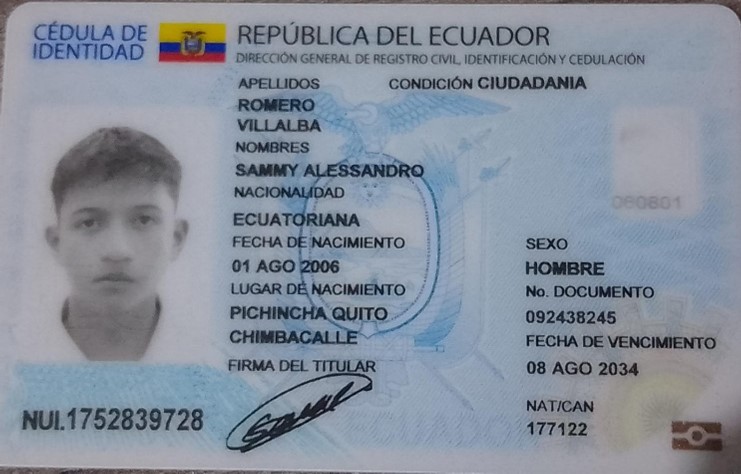 CÉDULA DE
IDENTIDAD
REPÚBLICA DEL ECUADOR
DIRECCIÓN GENERAL DE REGISTRO CIVIL, IDENTIFICACIÓN Y CEDULACIÓN
APELLIDOS
CONDICIÓN CIUDADANIA
ROMERO
VILLALBA
NOMBRES
SAMMY ALESSANDRO
NACIONALIDAD
ECUATORIANA
FECHA DE NACIMIENTO
01 AGO 2006
LUGAR DE NACIMIENTO
PICHINCHA QUITO
CHIMBACALLE
FIRMA DEL TITULAR
060801
SEXO
HOMBRE
No. DOCUMENTO
092438245
FECHA DE VENCIMIENTO
08 AGO 2034
NAT/CAN
177122
NUI.1752839728